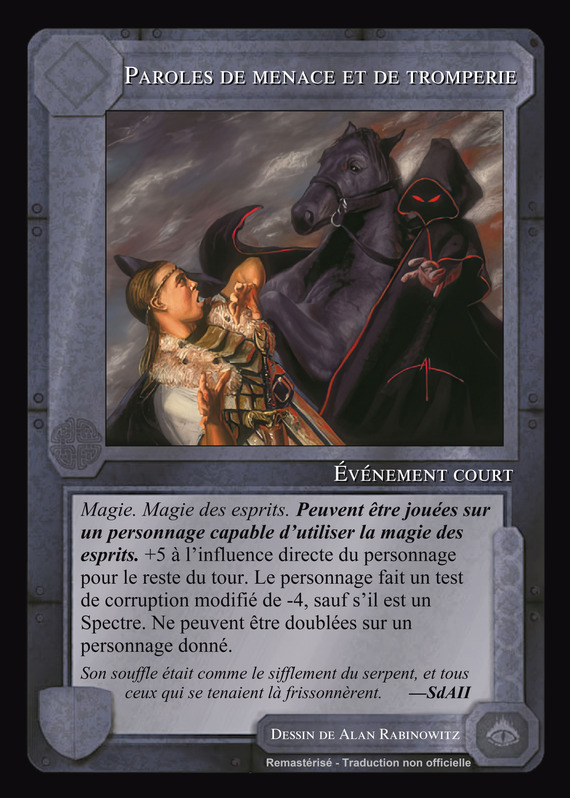 Paroles de menace et de tromperie
Événement court
Magie. Magie des esprits. Peuvent être jouées sur
un personnage capable d’utiliser la magie des
esprits. +5 à l’influence directe du personnage
pour le reste du tour. Le personnage fait un test
de corruption modifié de -4, sauf s’il est un
Spectre. Ne peuvent être doublées sur un
personnage donné.
Son souffle était comme le sifflement du serpent, et tous
ceux qui se tenaient là frissonnèrent. —SdAII
Dessin de Alan Rabinowitz
Remastérisé - Traduction non officielle